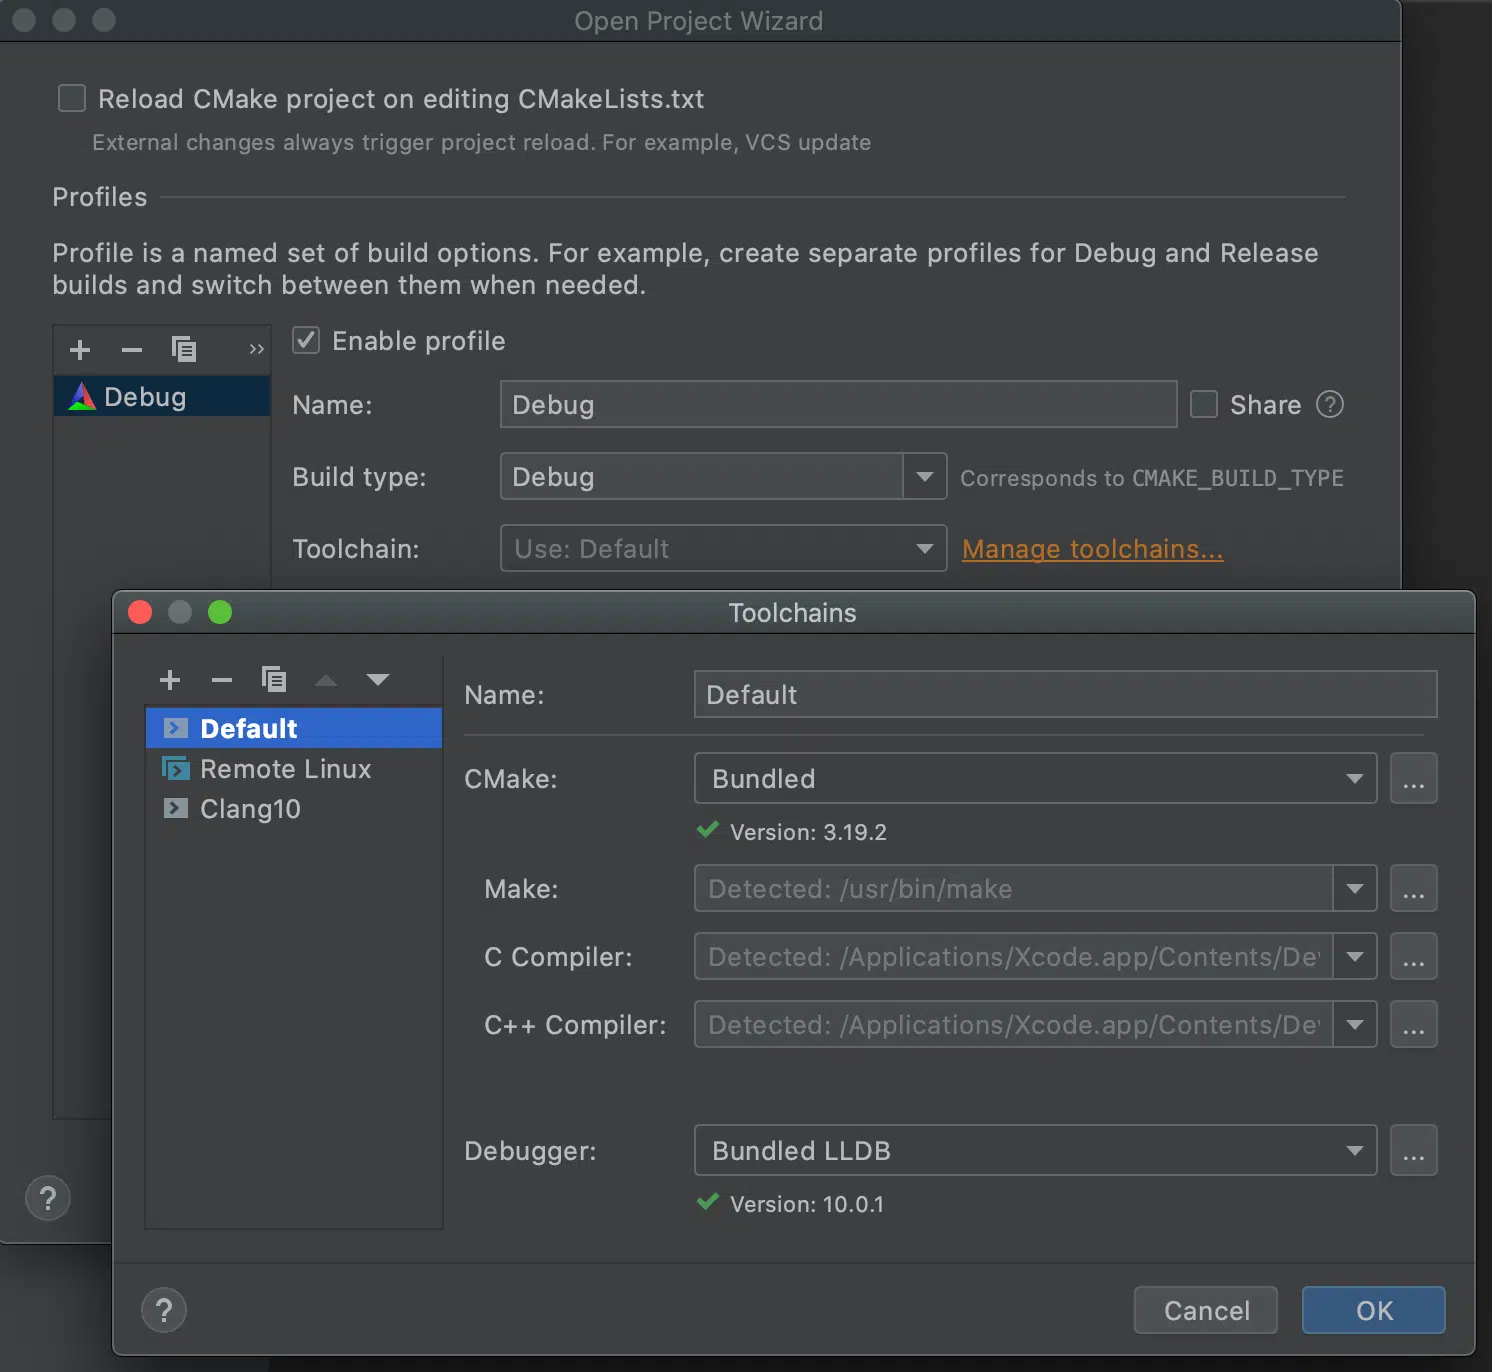 Open Project Wizard
Reload CMake project on editing CMakeLists.txt
External changes always trigger project reload. For example, VCS update
Profiles
Profile is a named set of build options. For example, create separate profiles for Debug and Release
builds and switch between them when needed.
Enable profile
Debug
Name: Debug Share ?
Build type: Debug Corresponds to CMAKE_BUILD_TYPE
Toolchain: Use: Default Manage toolchains...
Toolchains
Default
Remote Linux
Clang10
Name: Default
CMake: Bundled ...
Version: 3.19.2
Make: Detected: /usr/bin/make ...
C Compiler: Detected: /Applications/Xcode.app/Contents/De ...
C++ Compiler: Detected: /Applications/Xcode.app/Contents/De ...
Debugger: Bundled LLDB ...
Version: 10.0.1
?
? Cancel OK